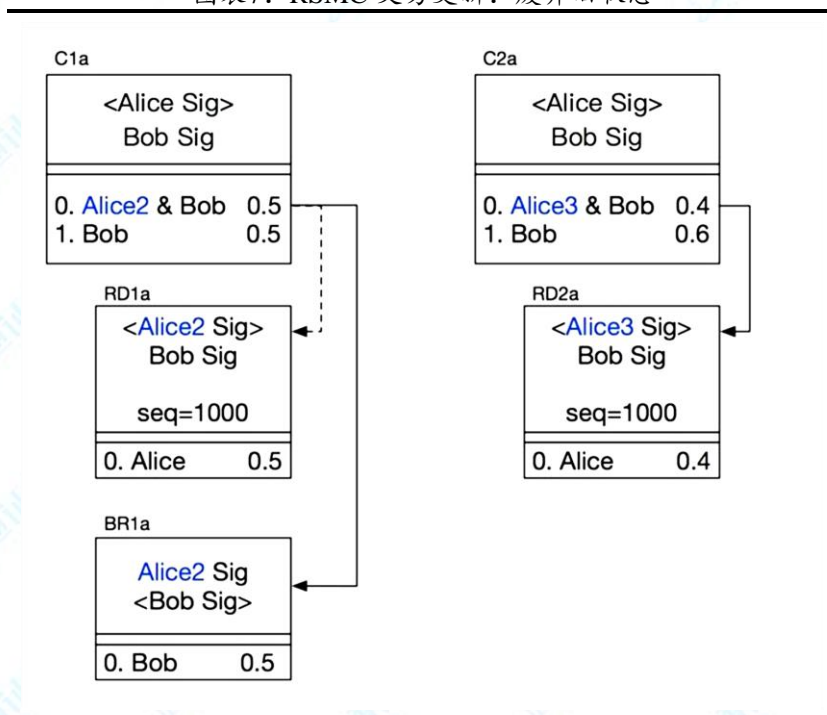 C1a
<Alice Sig>
Bob Sig
0. Alice2 & Bob 0.5
1. Bob 0.5
RD1a
<Alice2 Sig>
Bob Sig
seq=1000
0. Alice 0.5
BR1a
Alice2 Sig
<Bob Sig>
0. Bob 0.5
C2a
<Alice Sig>
Bob Sig
0. Alice3 & Bob 0.4
1. Bob 0.6
RD2a
<Alice3 Sig>
Bob Sig
seq=1000
0. Alice 0.4